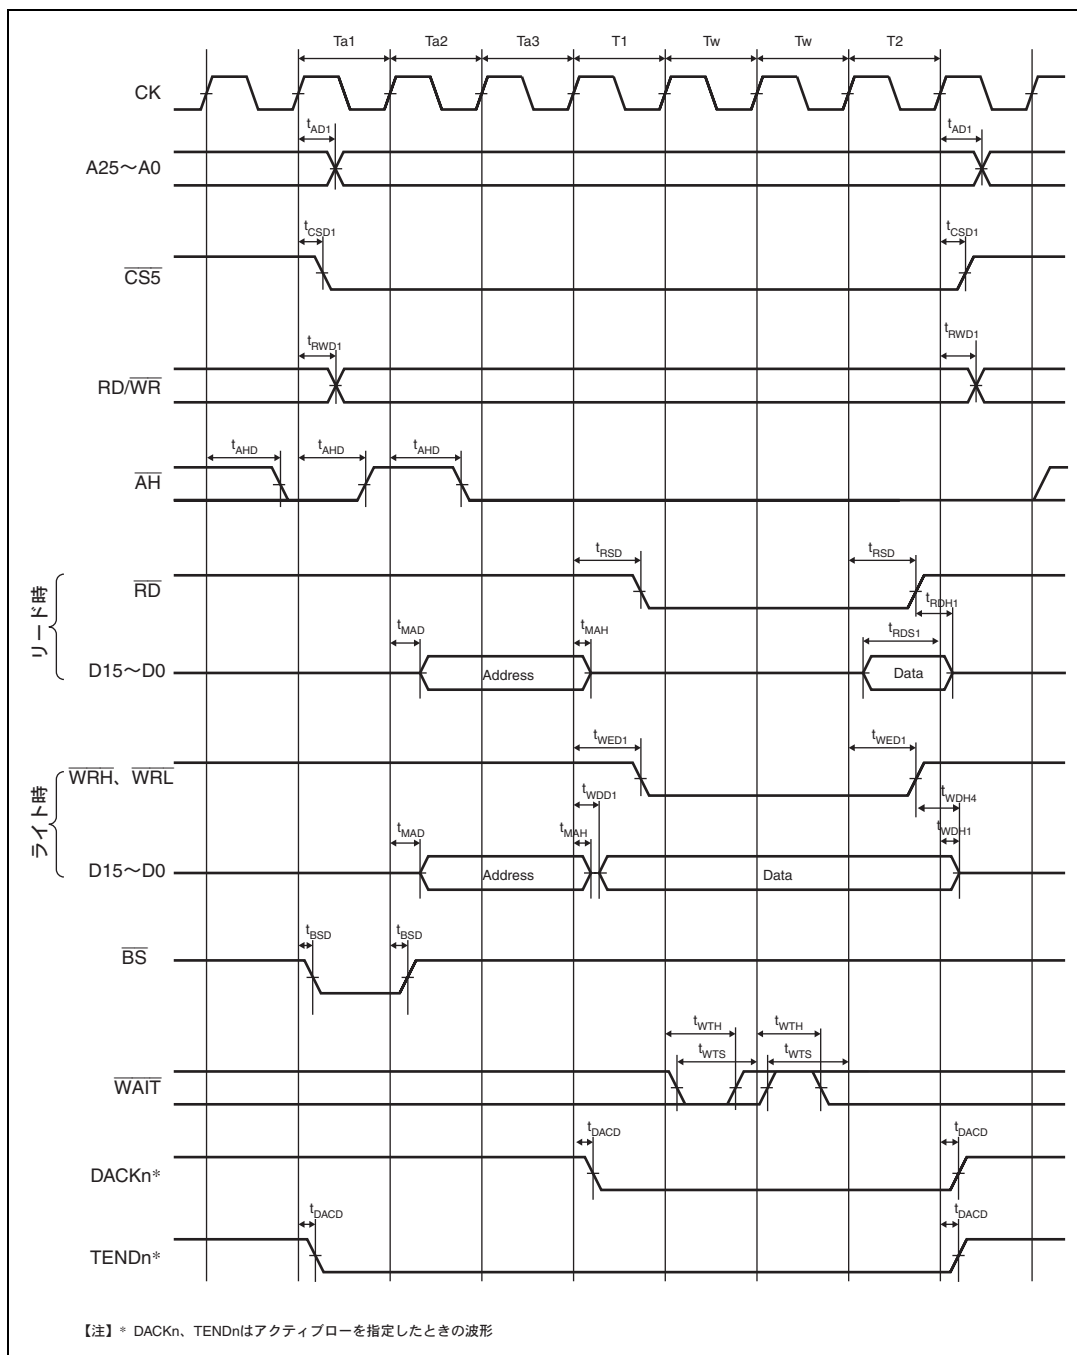 Ta1 Ta2 Ta3 T1 Tw Tw T2
CK
tAD1 tAD1
A25～A0
tCSD1 tCSD1
CS5
tRWD1 tRWD1
RD/WR
tAHD tAHD tAHD
AH
tRSD tRSD
リード時
RD
tRDH1
tMAD tMAH tRDS1
D15～D0 Address Data
tWED1 tWED1
ライト時
WRH、WRL
tWDD1 tWDH4
tMAD tMAH tWDH1
D15～D0 Address Data
tBSD tBSD
BS
tWTH tWTH
tWTS tWTS
WAIT
tDACD tDACD
DACKn*
tDACD tDACD
TENDn*
【注】* DACKn、TENDnはアクティブローを指定したときの波形